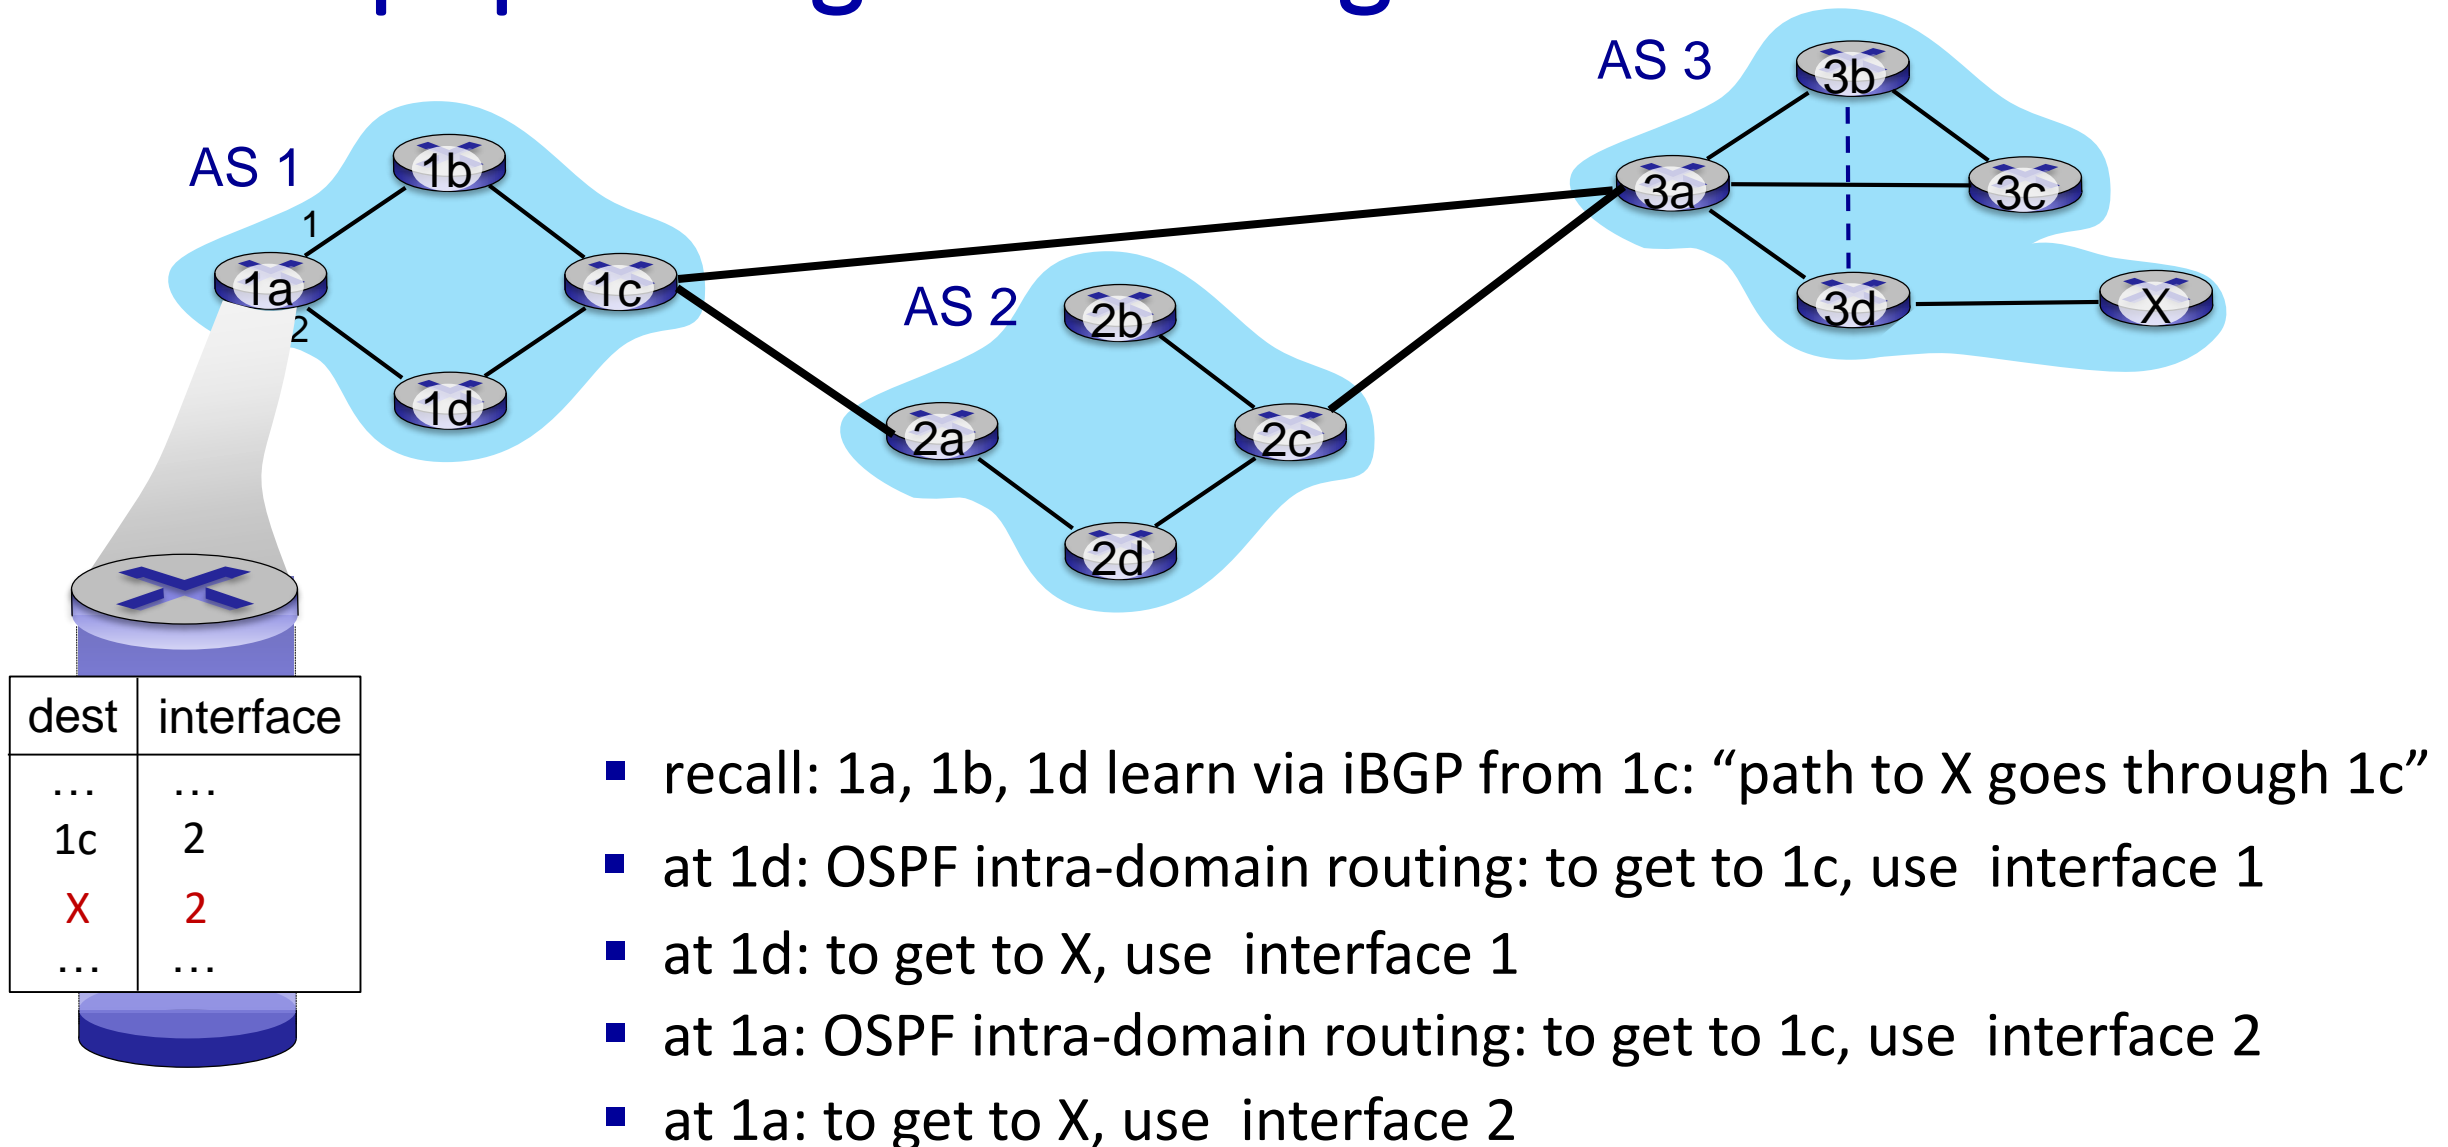 AS 3
3b
AS 1
1b
3a
3c
1
1a
1c
AS 2
2b
3d
X
2
1d
2a
2c
2d
dest interface
... ...
1c 2
X 2
... ...
▪ recall: 1a, 1b, 1d learn via iBGP from 1c: “path to X goes through 1c”
▪ at 1d: OSPF intra-domain routing: to get to 1c, use interface 1
▪ at 1d: to get to X, use interface 1
▪ at 1a: OSPF intra-domain routing: to get to 1c, use interface 2
▪ at 1a: to get to X, use interface 2